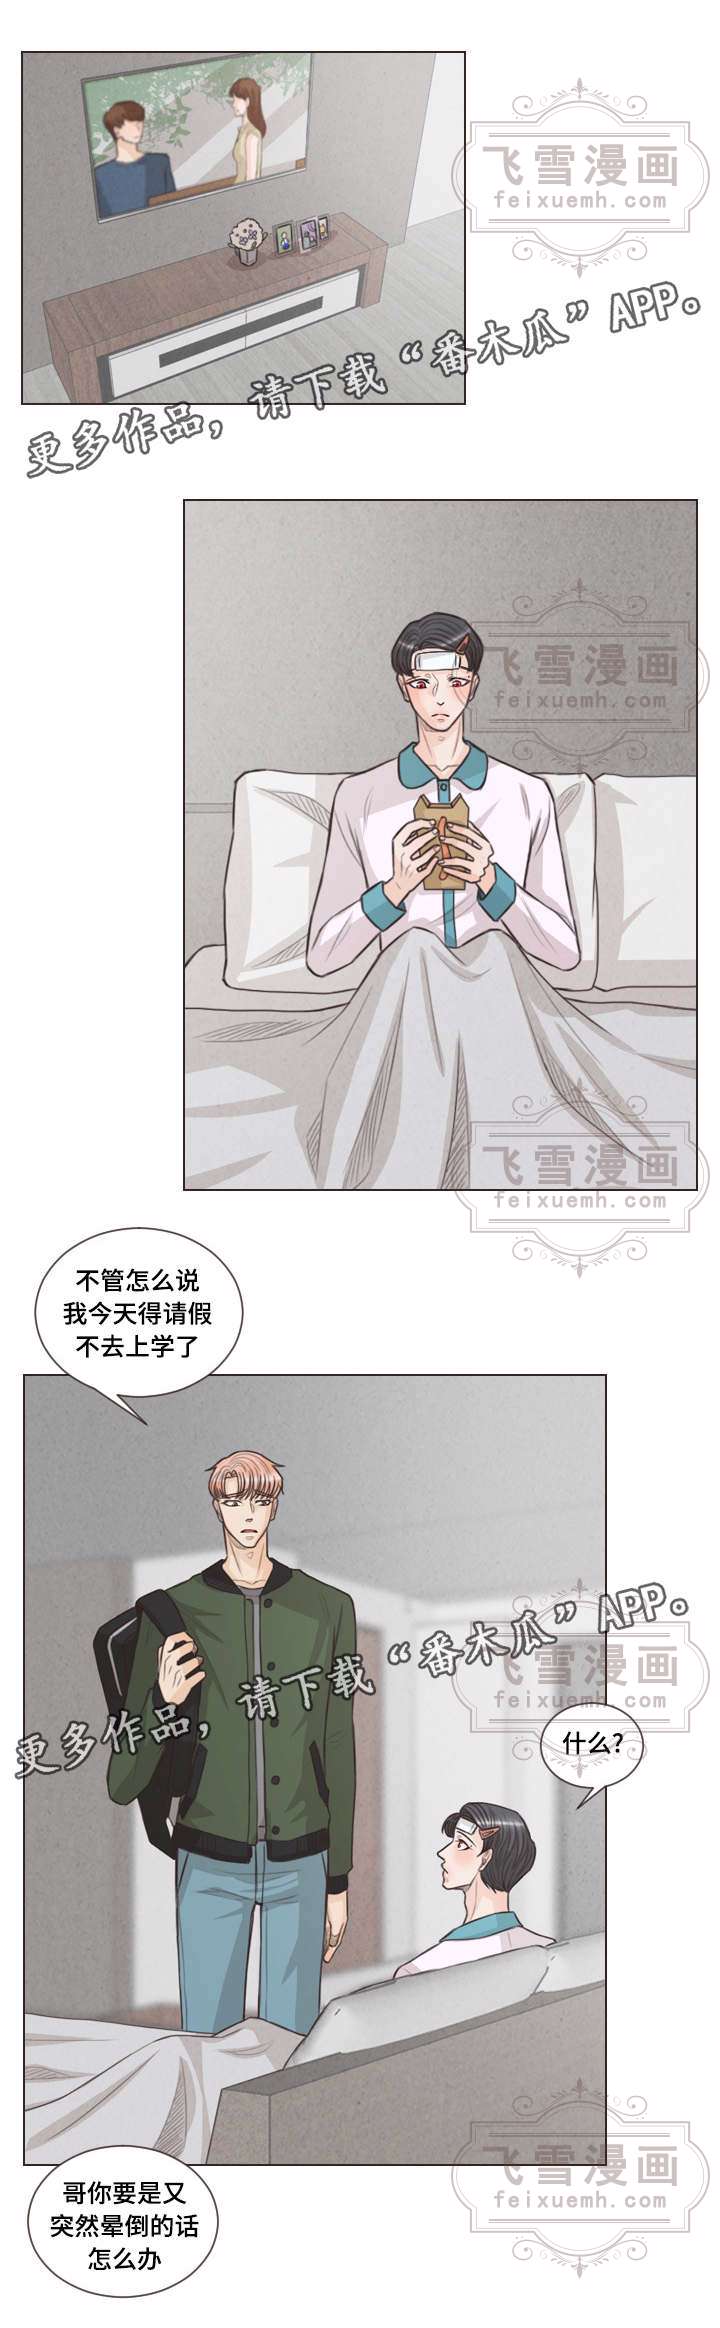 飞雪漫画
feixuemh.com
更多作品，请下载“番木瓜”APP。
飞雪漫画
feixuemh.com
飞雪漫画
feixuemh.com
不管怎么说
我今天得请假
不去上学了
更多作品，请下载“番木瓜”APP。
飞雪漫画
feixuemh.com
什么?
飞雪漫画
feixuemh.com
哥你要是又
突然晕倒的话
怎么办